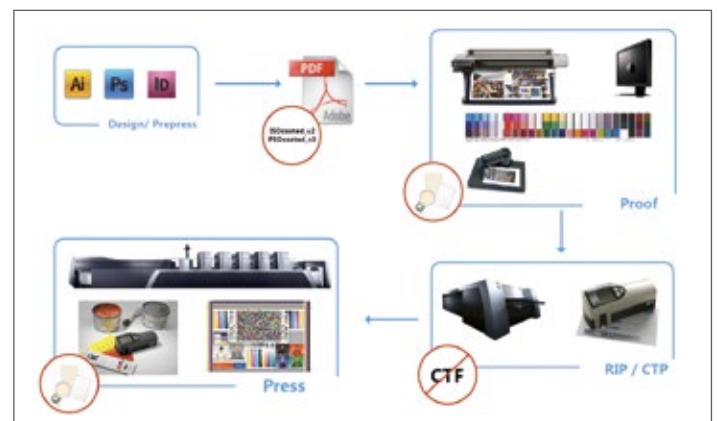 Ai Ps ID
Design/ Prepress
PDF
Adobe
ISOcoated_v2
PSOcoated_v3
Proof
CTF
RIP / CTP
Press